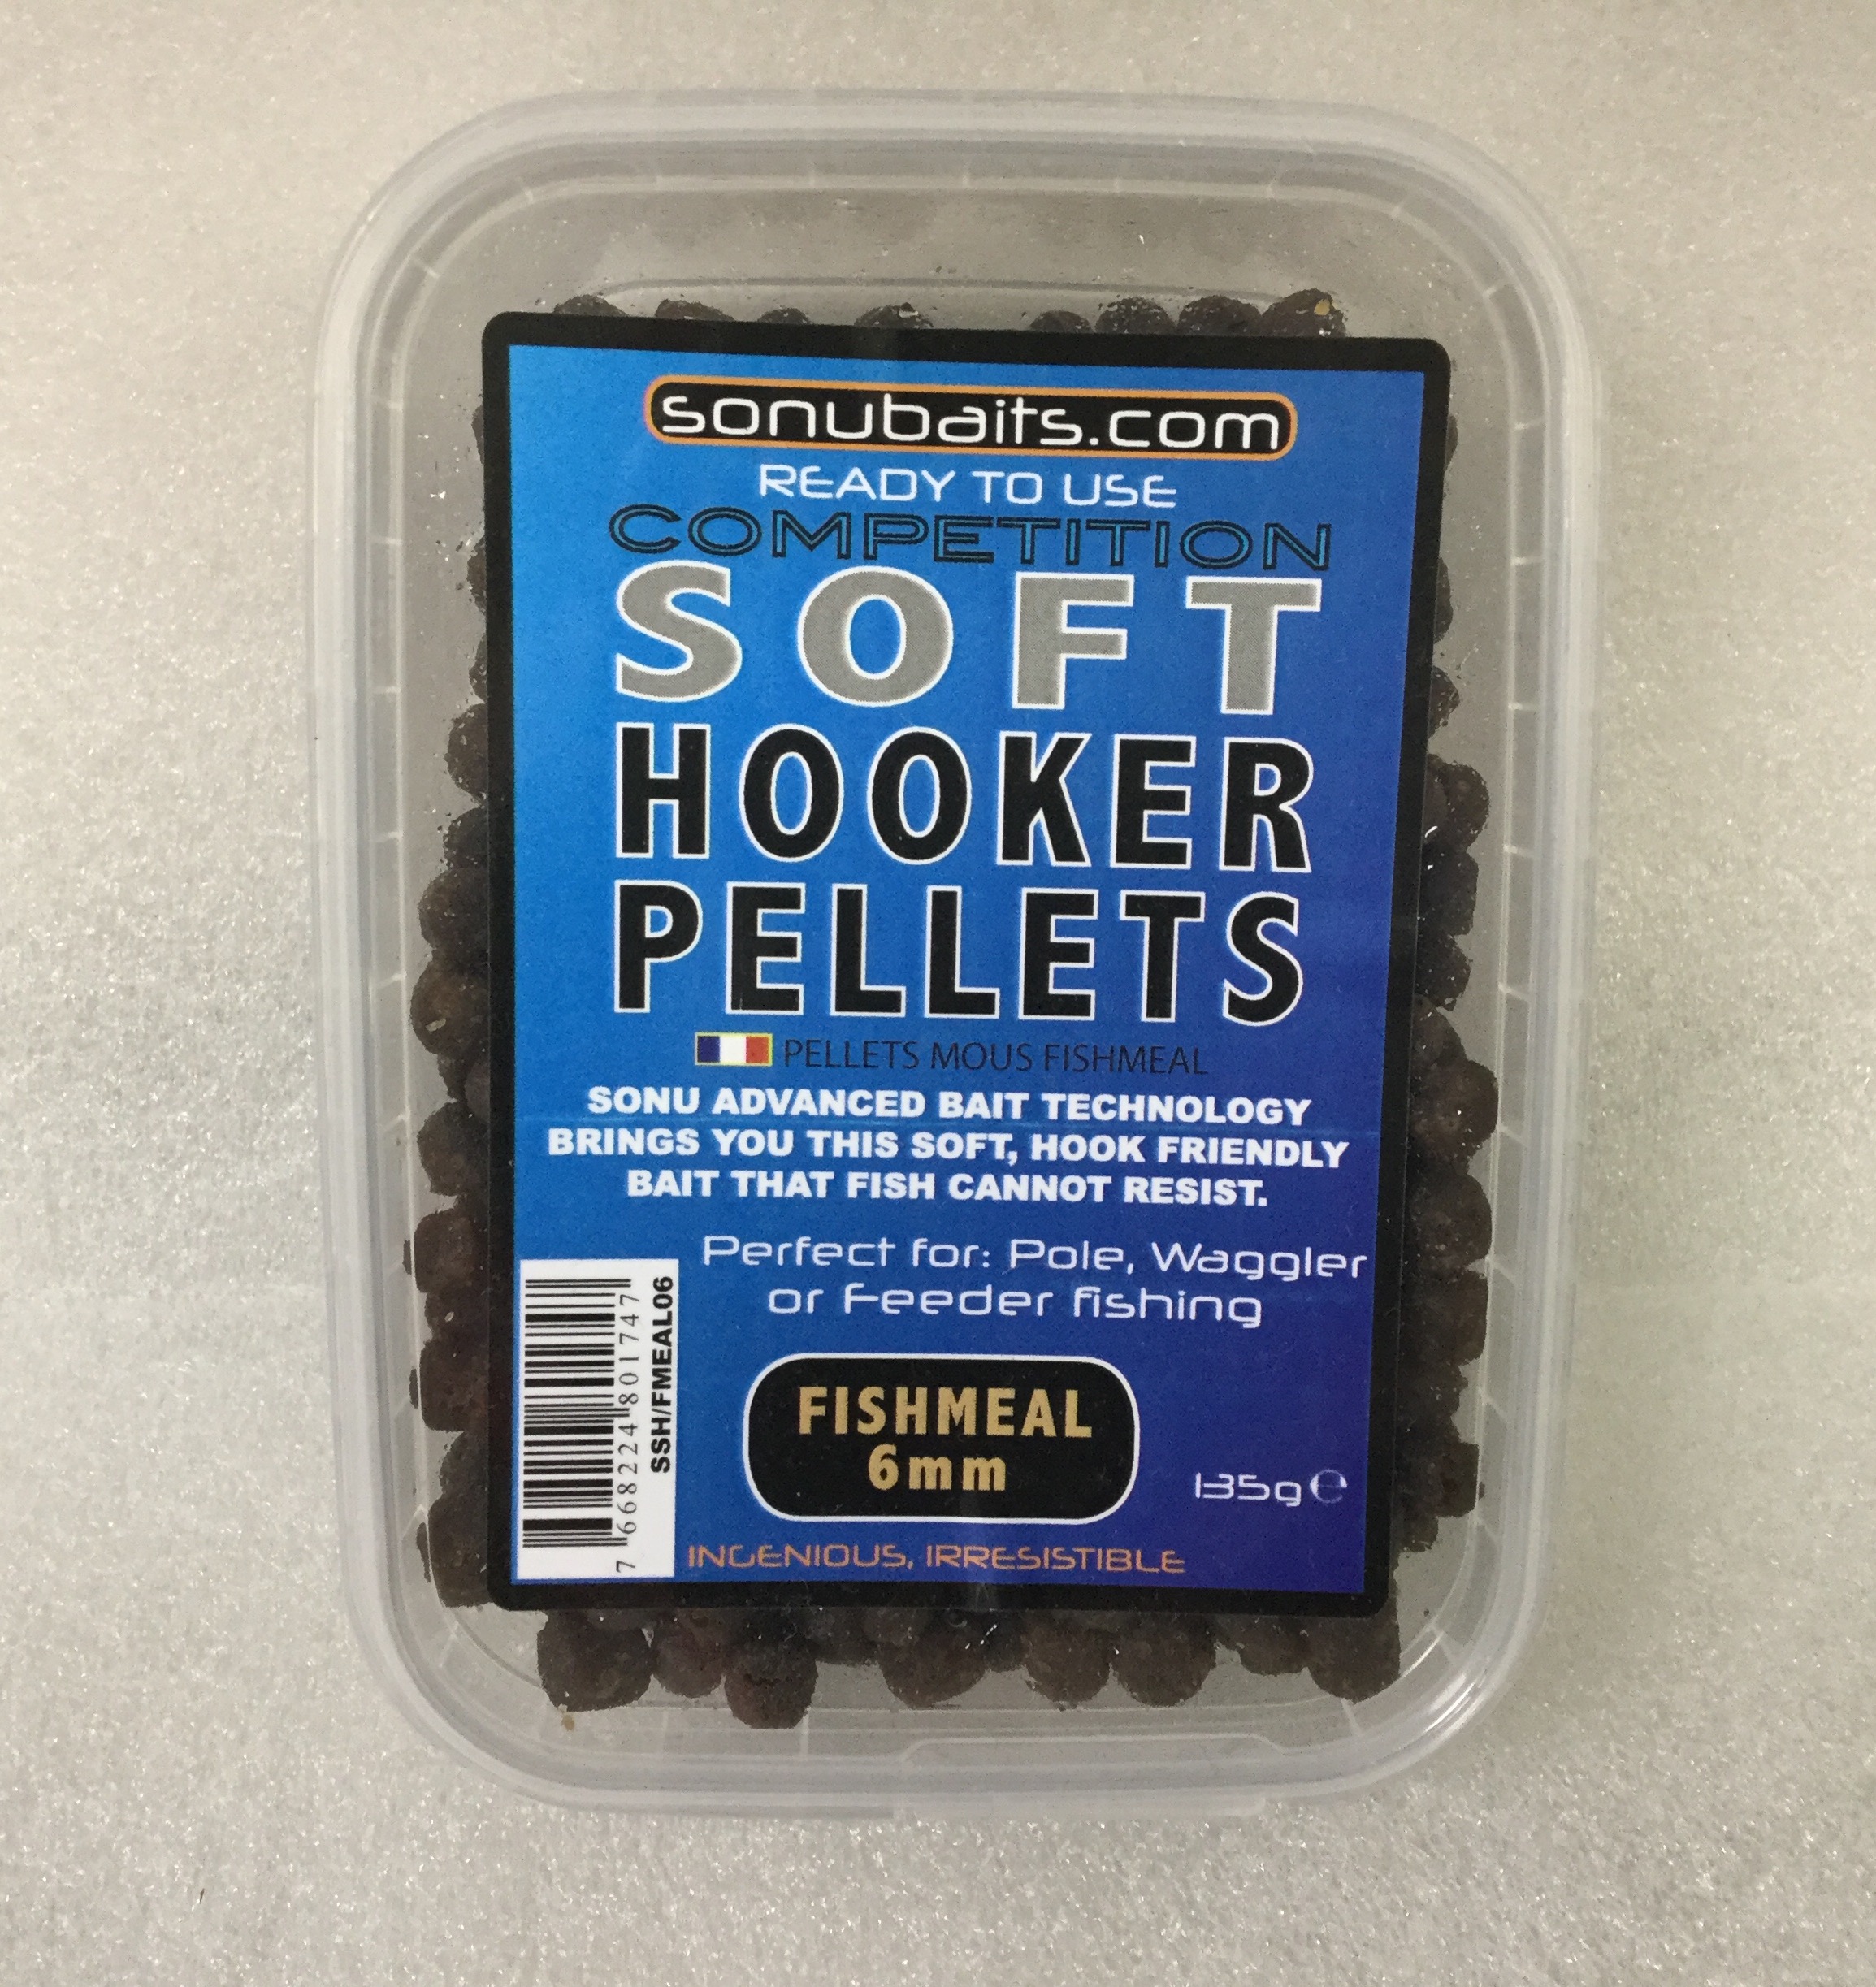 sonubaits.com
READY TO USE
COMPETITION
SOFT
HOOKER
PELLETS
PELLETS MOUS FISHMEAL
SONU ADVANCED BAIT TECHNOLOGY
BRINGS YOU THIS SOFT, HOOK FRIENDLY
BAIT THAT FISH CANNOT RESIST.
Perfect for: Pole, Waggler
or Feeder fishing
7 668224 801747
SSH/FMEAL06
FISHMEAL
6mm
135g ℮
INGENIOUS, IRRESISTIBLE